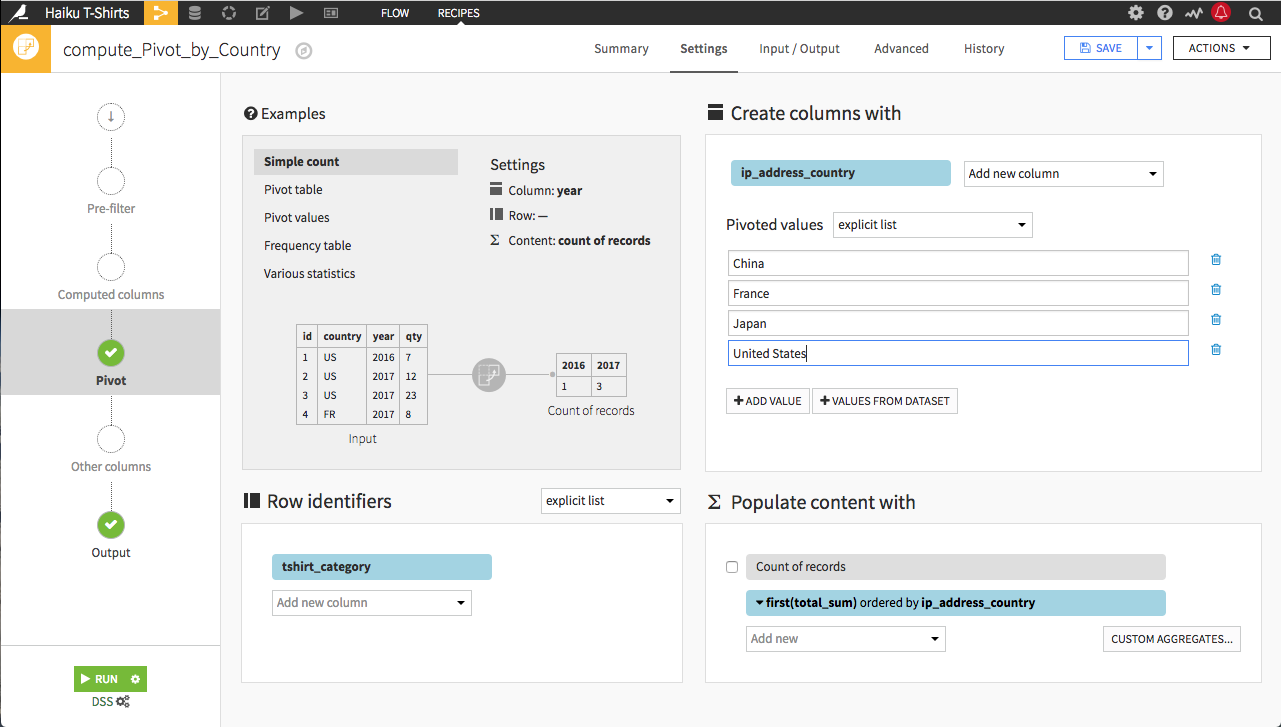 Haiku T-Shirts
FLOW
RECIPES
compute_Pivot_by_Country
Summary
Settings
Input / Output
Advanced
History
SAVE
ACTIONS
Pre-filter
Computed columns
Pivot
Other columns
Output
RUN
DSS
Examples
Simple count
Pivot table
Pivot values
Frequency table
Various statistics
Settings
Column: year
Row: —
Content: count of records
id country year qty
1 US 2016 7
2 US 2017 12
3 US 2017 23
4 FR 2017 8
Input
2016 2017
1 3
Count of records
Create columns with
ip_address_country
Add new column
Pivoted values
explicit list
China
France
Japan
United States
+ADD VALUE
+VALUES FROM DATASET
Row identifiers
explicit list
tshirt_category
Add new column
Σ Populate content with
Count of records
first(total_sum) ordered by ip_address_country
Add new
CUSTOM AGGREGATES...